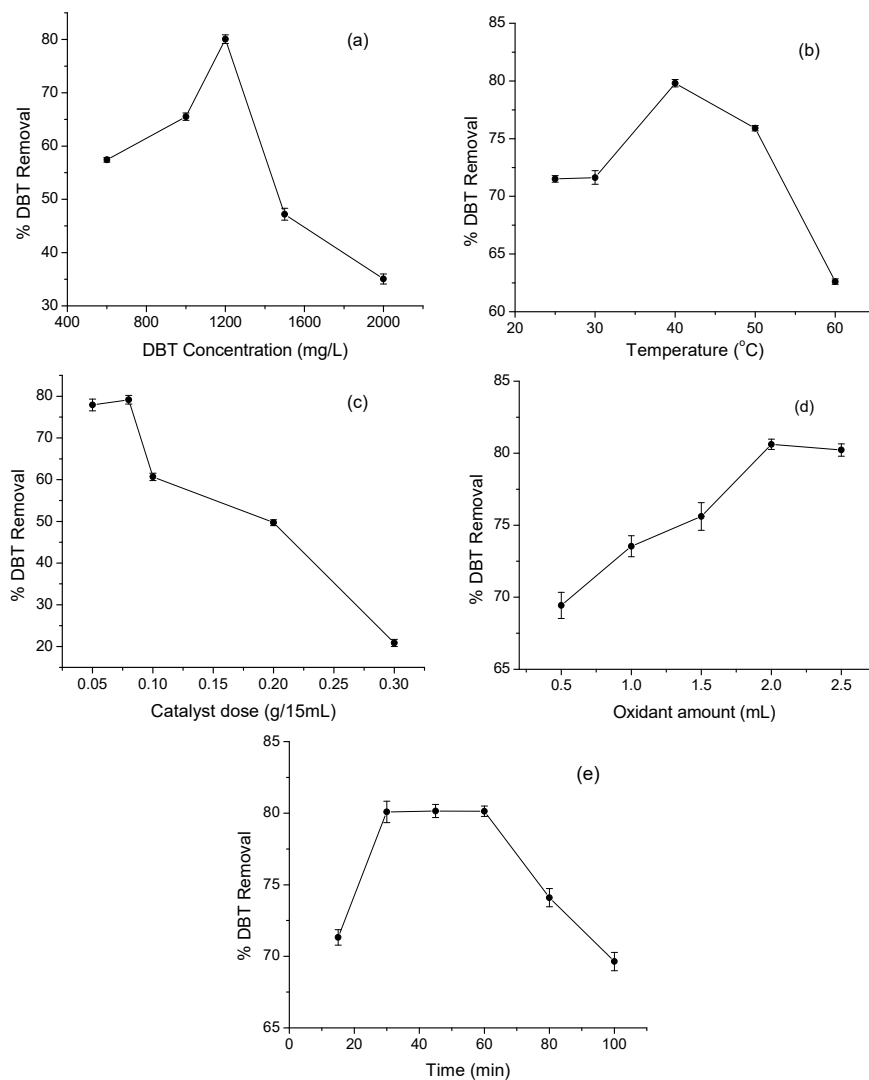 (a)
80
70
60
50
40
30
% DBT Removal
400 800 1200 1600 2000
DBT Concentration (mg/L)
(b)
85
80
75
70
65
60
% DBT Removal
20 30 40 50 60
Temperature (°C)
(c)
80
70
60
50
40
30
20
% DBT Removal
0.05 0.10 0.15 0.20 0.25 0.30
Catalyst dose (g/15mL)
(d)
85
80
75
70
65
% DBT Removal
0.5 1.0 1.5 2.0 2.5
Oxidant amount (mL)
(e)
85
80
75
70
65
% DBT Removal
0 20 40 60 80 100
Time (min)